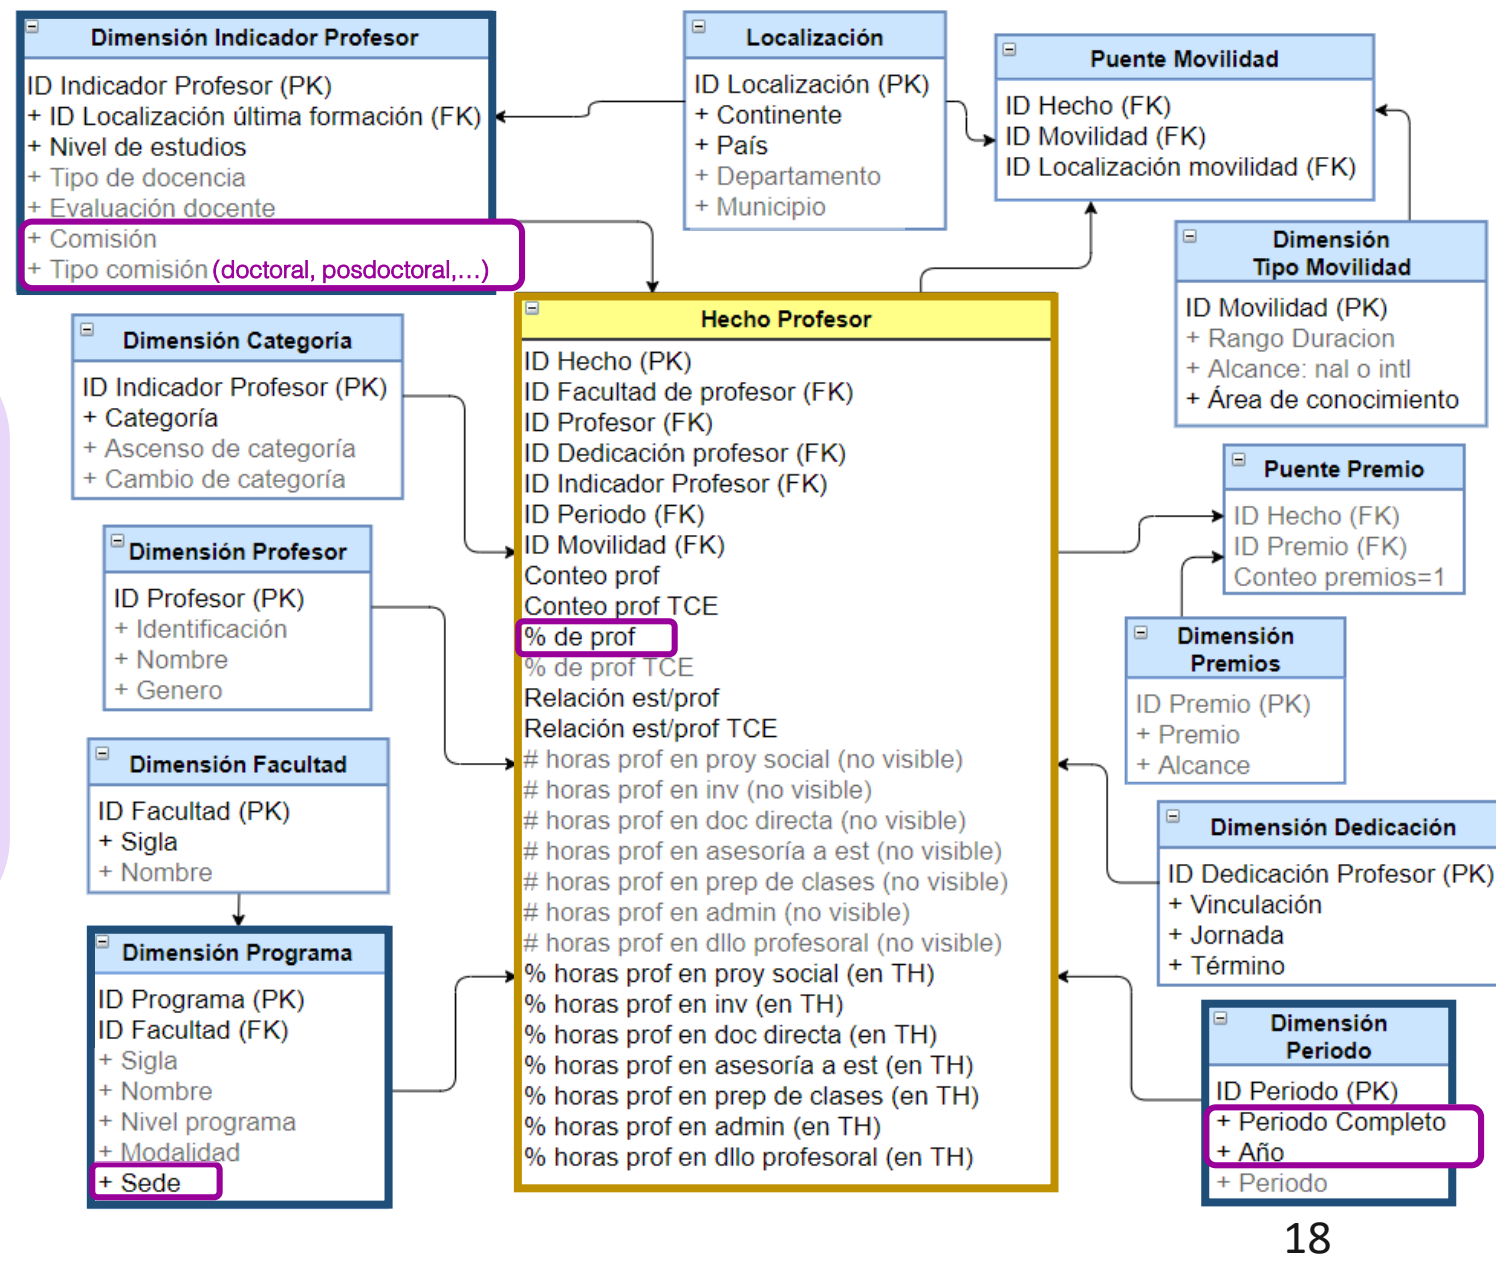 Dimensión Indicador Profesor
ID Indicador Profesor (PK)
+ ID Localización última formación (FK)
+ Nivel de estudios
+ Tipo de docencia
+ Evaluación docente
+ Comisión
+ Tipo comisión (doctoral, posdoctoral,...)
Localización
ID Localización (PK)
+ Continente
+ País
+ Departamento
+ Municipio
Puente Movilidad
ID Hecho (FK)
ID Movilidad (FK)
ID Localización movilidad (FK)
Dimensión
Tipo Movilidad
ID Movilidad (PK)
+ Rango Duracion
+ Alcance: nal o intl
+ Área de conocimiento
Dimensión Categoría
ID Indicador Profesor (PK)
+ Categoría
+ Ascenso de categoría
+ Cambio de categoría
Dimensión Profesor
ID Profesor (PK)
+ Identificación
+ Nombre
+ Genero
Dimensión Facultad
ID Facultad (PK)
+ Sigla
+ Nombre
Dimensión Programa
ID Programa (PK)
ID Facultad (FK)
+ Sigla
+ Nombre
+ Nivel programa
+ Modalidad
+ Sede
Hecho Profesor
ID Hecho (PK)
ID Facultad de profesor (FK)
ID Profesor (FK)
ID Dedicación profesor (FK)
ID Indicador Profesor (FK)
ID Periodo (FK)
ID Movilidad (FK)
Conteo prof
Conteo prof TCE
% de prof
% de prof TCE
Relación est/prof
Relación est/prof TCE
# horas prof en proy social (no visible)
# horas prof en inv (no visible)
# horas prof en doc directa (no visible)
# horas prof en asesoría a est (no visible)
# horas prof en prep de clases (no visible)
# horas prof en admin (no visible)
# horas prof en dllo profesoral (no visible)
% horas prof en proy social (en TH)
% horas prof en inv (en TH)
% horas prof en doc directa (en TH)
% horas prof en asesoría a est (en TH)
% horas prof en prep de clases (en TH)
% horas prof en admin (en TH)
% horas prof en dllo profesoral (en TH)
Puente Premio
ID Hecho (FK)
ID Premio (FK)
Conteo premios=1
Dimensión
Premios
ID Premio (PK)
+ Premio
+ Alcance
Dimensión Dedicación
ID Dedicación Profesor (PK)
+ Vinculación
+ Jornada
+ Término
Dimensión
Periodo
ID Periodo (PK)
+ Periodo Completo
+ Año
+ Periodo
18